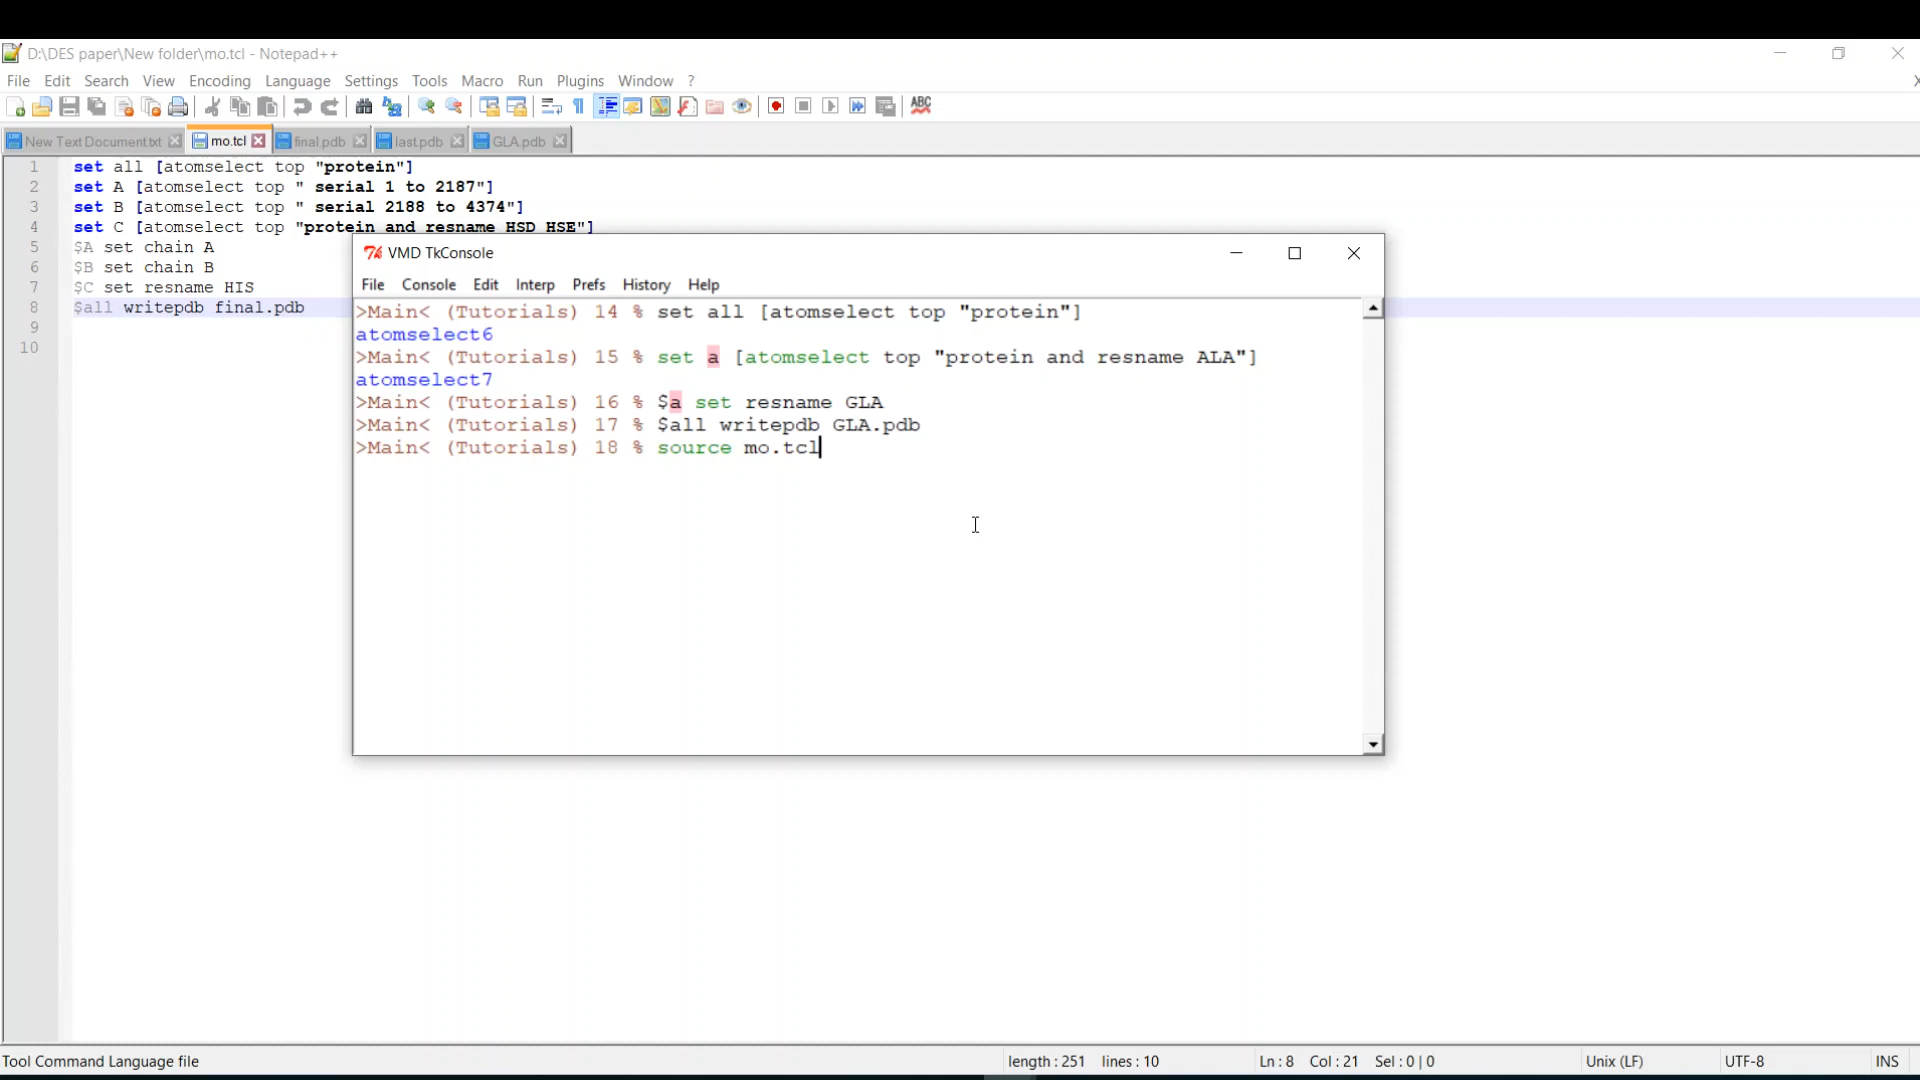 D:\DES paper\New folder\mo.tcl - Notepad++
File Edit Search View Encoding Language Settings Tools Macro Run Plugins Window ? X
ABC
New Text Document.txt mo.tcl final.pdb last.pdb GLA.pdb
1 set all [atomselect top "protein"]
2 set A [atomselect top " serial 1 to 2187"]
3 set B [atomselect top " serial 2188 to 4374"]
4 set C [atomselect top "protein and resname HSD HSE"]
5 $A set chain A
6 $B set chain B
7 $C set resname HIS
8 $all writepdb final.pdb
9
10
VMD TkConsole
File Console Edit Interp Prefs History Help
>Main< (Tutorials) 14 % set all [atomselect top "protein"]
atomselect6
>Main< (Tutorials) 15 % set a [atomselect top "protein and resname ALA"]
atomselect7
>Main< (Tutorials) 16 % $a set resname GLA
>Main< (Tutorials) 17 % $all writepdb GLA.pdb
>Main< (Tutorials) 18 % source mo.tcl
Tool Command Language file length : 251 lines : 10 Ln : 8 Col : 21 Sel : 0 | 0 Unix (LF) UTF-8 INS